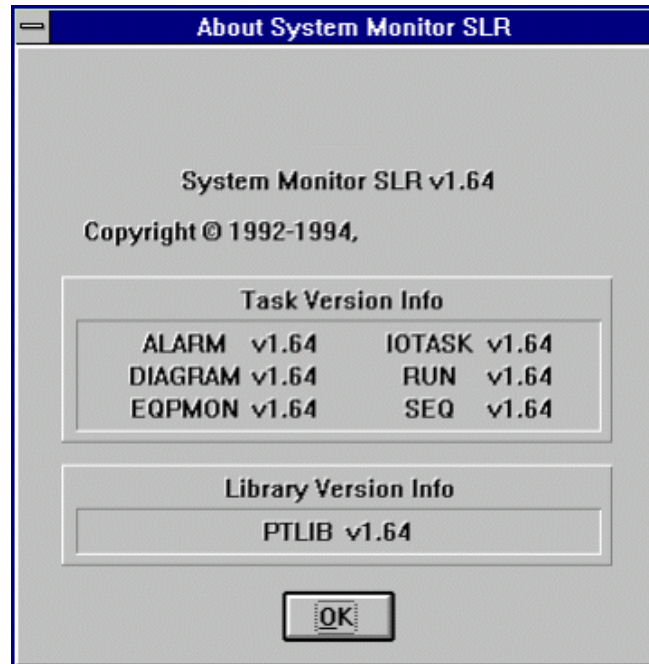 About System Monitor SLR
System Monitor SLR v1.64
Copyright © 1992-1994,
Task Version Info
ALARM v1.64 IOTASK v1.64
DIAGRAM v1.64 RUN v1.64
EQPMON v1.64 SEQ v1.64
Library Version Info
PTLIB v1.64
OK